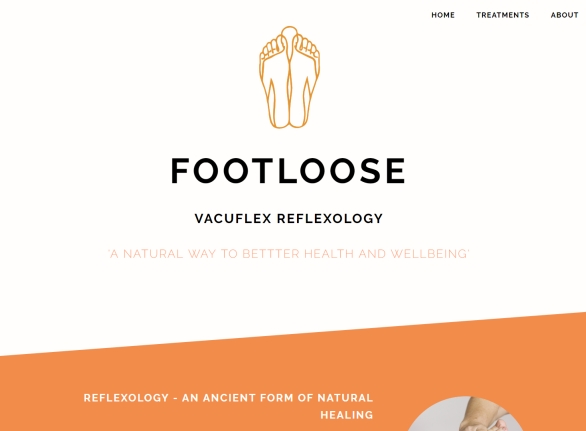 HOME TREATMENTS ABOUT
FOOTLOOSE
VACUFLEX REFLEXOLOGY
'A NATURAL WAY TO BETTTER HEALTH AND WELLBEING'
REFLEXOLOGY - AN ANCIENT FORM OF NATURAL
HEALING